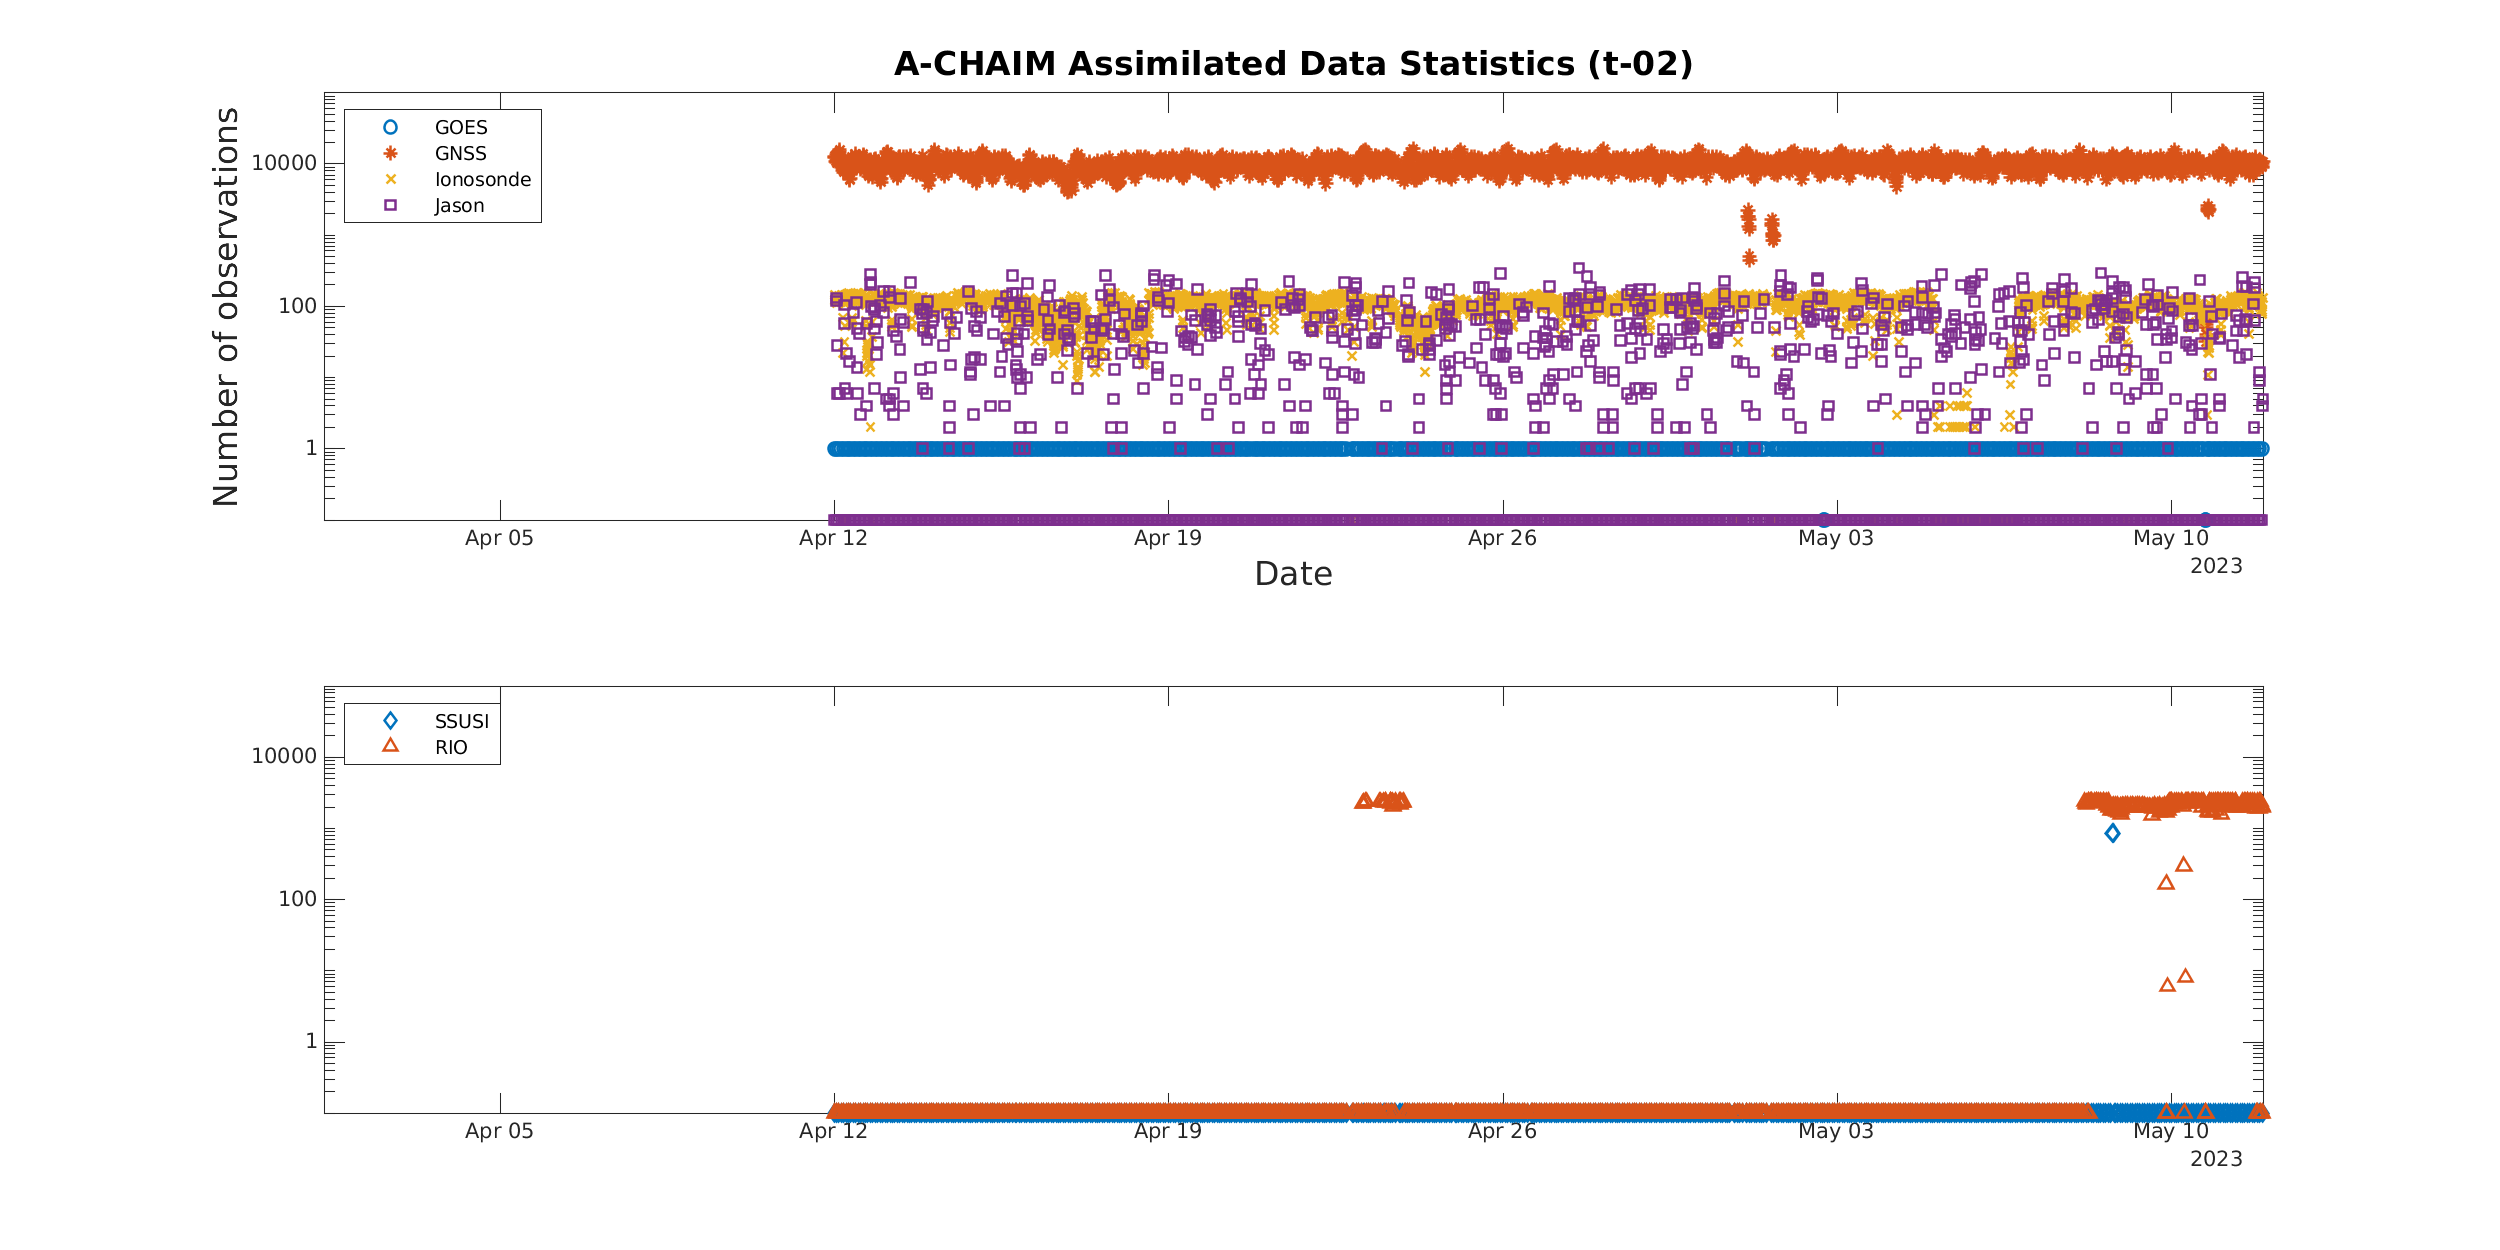 A-CHAIM Assimilated Data Statistics (t-02)
Number of observations
GOES
GNSS
Ionosonde
Jason
10000
100
1
Apr 05 Apr 12 Apr 19 Apr 26 May 03 May 10
2023
Date
SSUSI
RIO
10000
100
1
Apr 05 Apr 12 Apr 19 Apr 26 May 03 May 10
2023